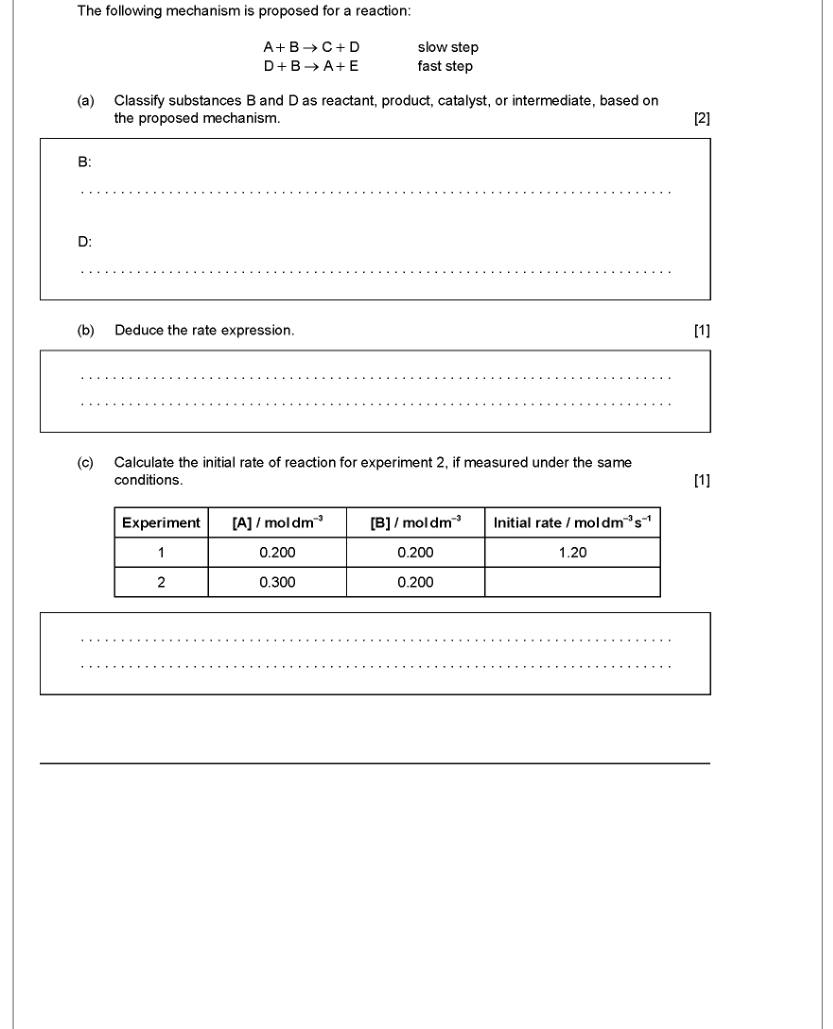 The following mechanism is proposed for a reaction:
A + B → C + D slow step
D + B → A + E fast step
(a) Classify substances B and D as reactant, product, catalyst, or intermediate, based on
the proposed mechanism. [2]
B:
D:
(b) Deduce the rate expression. [1]
(c) Calculate the initial rate of reaction for experiment 2, if measured under the same
conditions. [1]
Experiment [A] / mol dm⁻³ [B] / mol dm⁻³ Initial rate / mol dm⁻³ s⁻¹
1 0.200 0.200 1.20
2 0.300 0.200